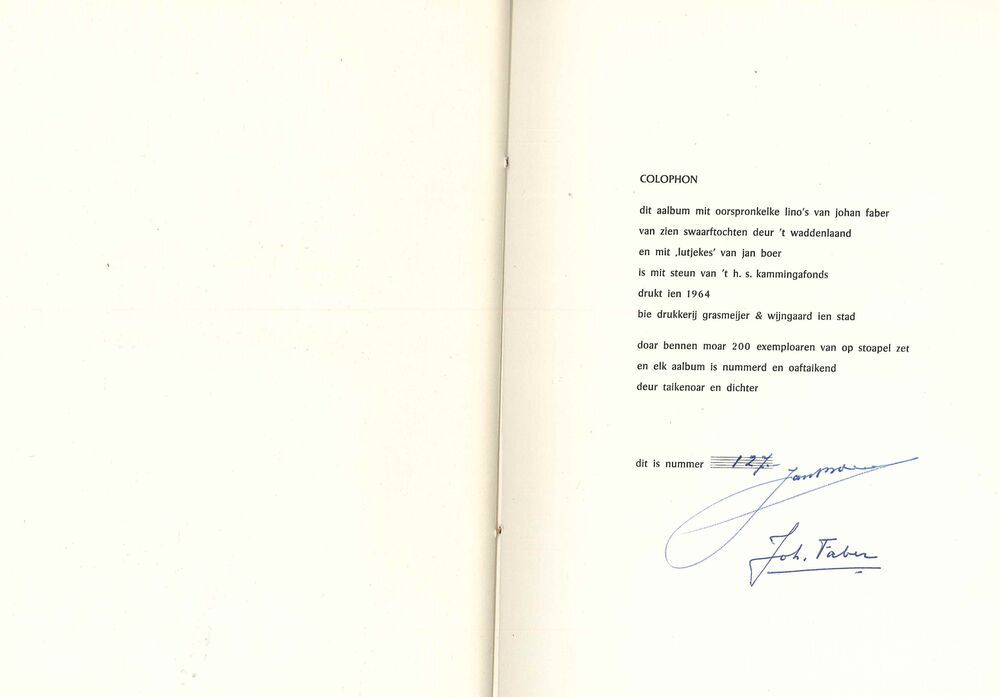 COLOPHON
dit aalbum mit oorspronkelke lino's van johan faber
van zien swaarftochten deur 't waddenlaand
en mit ‚lutjekes' van jan boer
is mit steun van 't h. s. kammingafonds
drukt ien 1964
bie drukkerij grasmeijer & wijngaard ien stad
doar bennen moar 200 exemploaren van op stoapel zet
en elk aalbum is nummerd en oaftaikend
deur taikenoar en dichter
dit is nummer 127.
Jan Boer
Joh. Faber